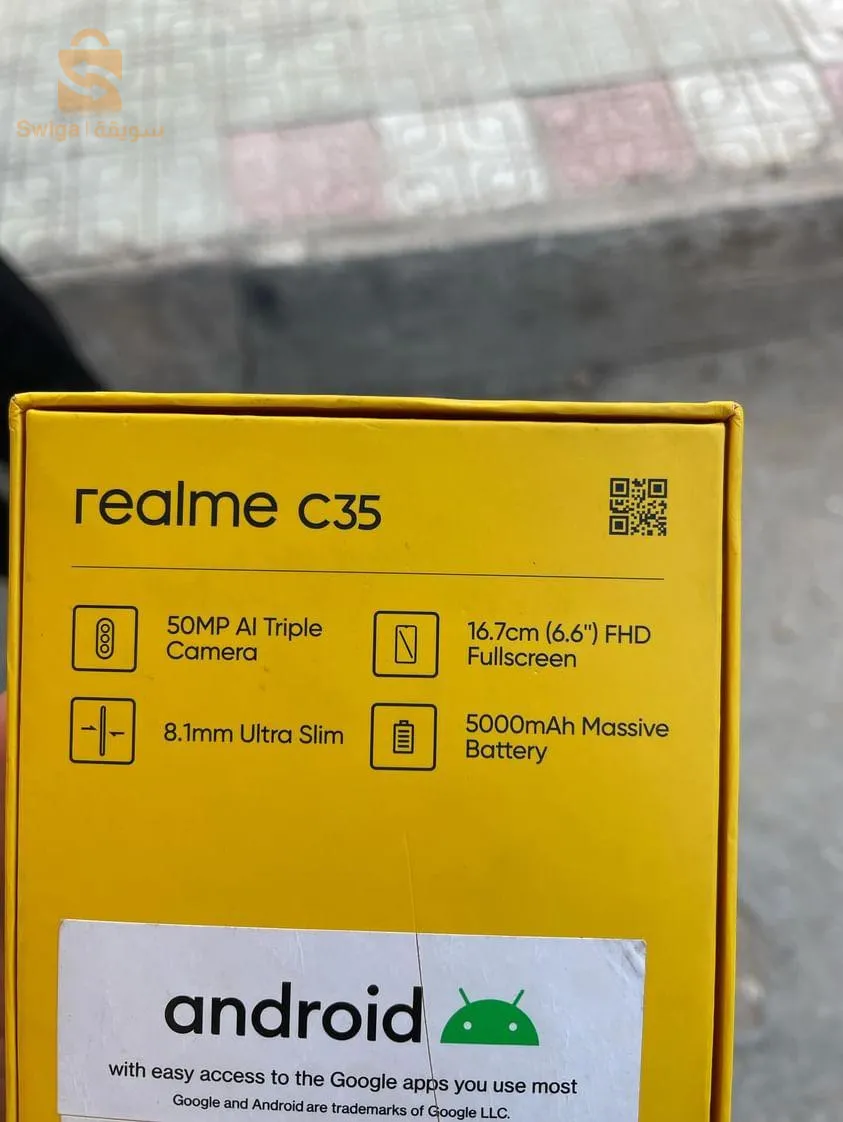 Swiga | سويقة
realme C35
50MP AI Triple
Camera
16.7cm (6.6") FHD
Fullscreen
8.1mm Ultra Slim
5000mAh Massive
Battery
android
with easy access to the Google apps you use most
Google and Android are trademarks of Google LLC.